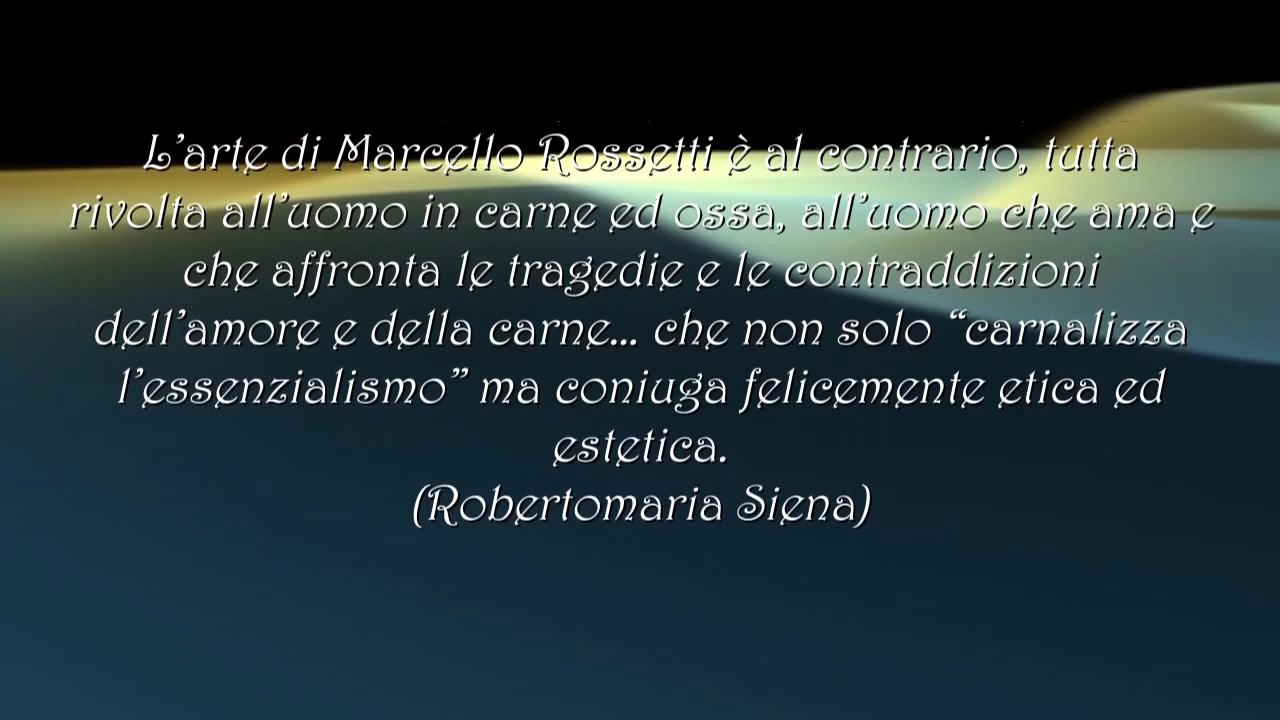 L’arte di Marcello Rossetti è al contrario, tutta
rivolta all’uomo in carne ed ossa, all’uomo che ama e
che affronta le tragedie e le contraddizioni
dell’amore e della carne... che non solo “carnalizza
l’essenzialismo” ma coniuga felicemente etica ed
estetica.
(Robertomaria Siena)